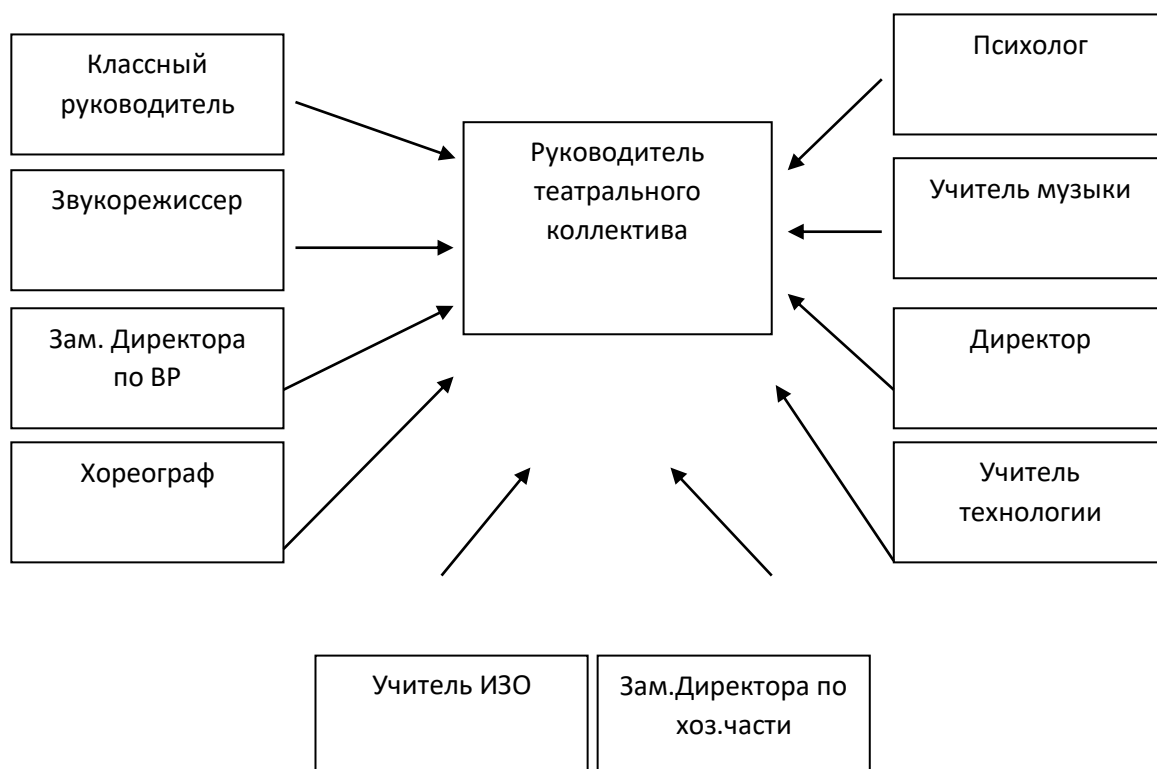 Классный
руководитель
Звукорежиссер
Зам. Директора
по ВР
Хореограф
Руководитель
театрального
коллектива
Психолог
Учитель музыки
Директор
Учитель
технологии
Учитель ИЗО
Зам.Директора по
хоз.части